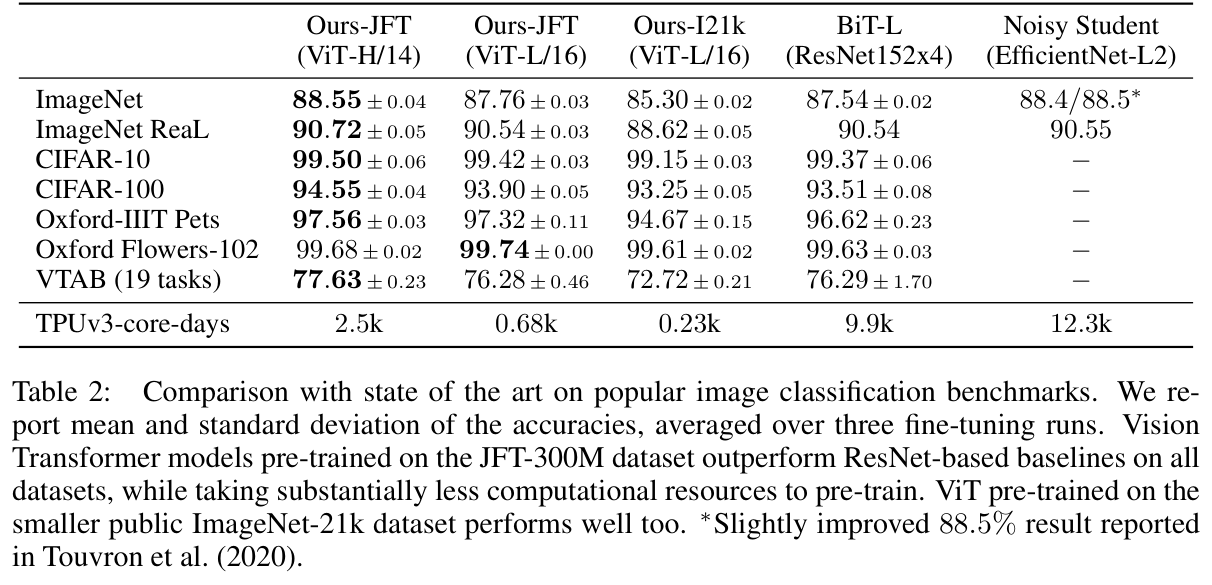 Ours-JFT Ours-JFT Ours-I21k BiT-L Noisy Student
(ViT-H/14) (ViT-L/16) (ViT-L/16) (ResNet152x4) (EfficientNet-L2)
ImageNet 88.55 ± 0.04 87.76 ± 0.03 85.30 ± 0.02 87.54 ± 0.02 88.4/88.5*
ImageNet ReaL 90.72 ± 0.05 90.54 ± 0.03 88.62 ± 0.05 90.54 90.55
CIFAR-10 99.50 ± 0.06 99.42 ± 0.03 99.15 ± 0.03 99.37 ± 0.06 −
CIFAR-100 94.55 ± 0.04 93.90 ± 0.05 93.25 ± 0.05 93.51 ± 0.08 −
Oxford-IIIT Pets 97.56 ± 0.03 97.32 ± 0.11 94.67 ± 0.15 96.62 ± 0.23 −
Oxford Flowers-102 99.68 ± 0.02 99.74 ± 0.00 99.61 ± 0.02 99.63 ± 0.03 −
VTAB (19 tasks) 77.63 ± 0.23 76.28 ± 0.46 72.72 ± 0.21 76.29 ± 1.70 −
TPUv3-core-days 2.5k 0.68k 0.23k 9.9k 12.3k
Table 2: Comparison with state of the art on popular image classification benchmarks. We re-
port mean and standard deviation of the accuracies, averaged over three fine-tuning runs. Vision
Transformer models pre-trained on the JFT-300M dataset outperform ResNet-based baselines on all
datasets, while taking substantially less computational resources to pre-train. ViT pre-trained on the
smaller public ImageNet-21k dataset performs well too. *Slightly improved 88.5% result reported
in Touvron et al. (2020).